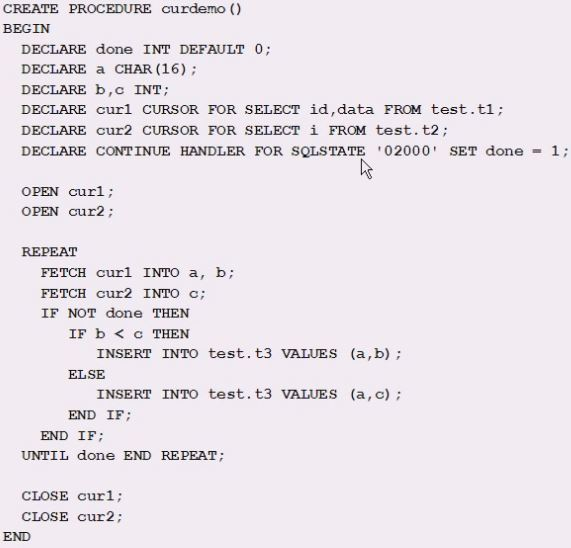 CREATE PROCEDURE curdemo()
BEGIN
  DECLARE done INT DEFAULT 0;
  DECLARE a CHAR(16);
  DECLARE b,c INT;
  DECLARE cur1 CURSOR FOR SELECT id,data FROM test.t1;
  DECLARE cur2 CURSOR FOR SELECT i FROM test.t2;
  DECLARE CONTINUE HANDLER FOR SQLSTATE '02000' SET done = 1;

  OPEN cur1;
  OPEN cur2;

  REPEAT
    FETCH cur1 INTO a, b;
    FETCH cur2 INTO c;
    IF NOT done THEN
       IF b < c THEN
          INSERT INTO test.t3 VALUES (a,b);
       ELSE
          INSERT INTO test.t3 VALUES (a,c);
       END IF;
    END IF;
  UNTIL done END REPEAT;

  CLOSE cur1;
  CLOSE cur2;
END